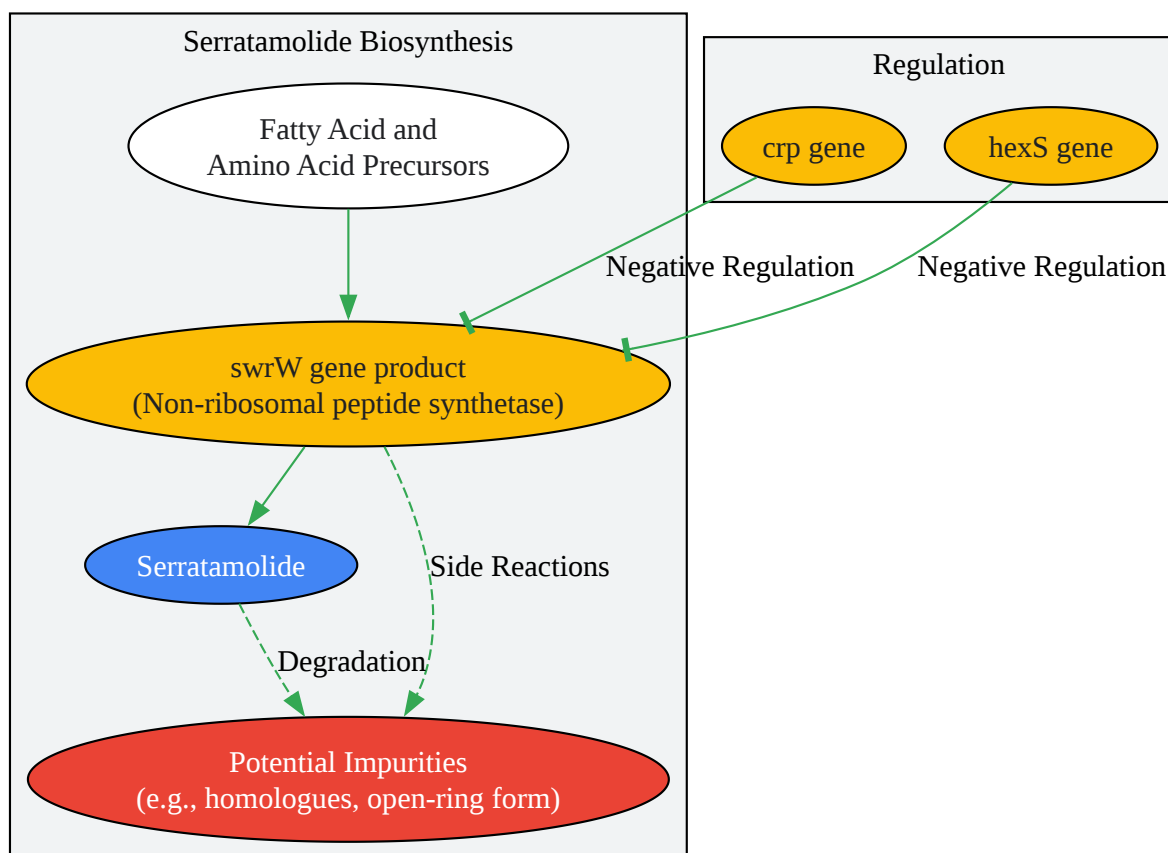 Serratamolide Biosynthesis
Regulation
Fatty Acid and
Amino Acid Precursors
crp gene
hexS gene
Negative Regulation
Negative Regulation
swrW gene product
(Non-ribosomal peptide synthetase)
Serratamolide
Side Reactions
Degradation
Potential Impurities
(e.g., homologues, open-ring form)